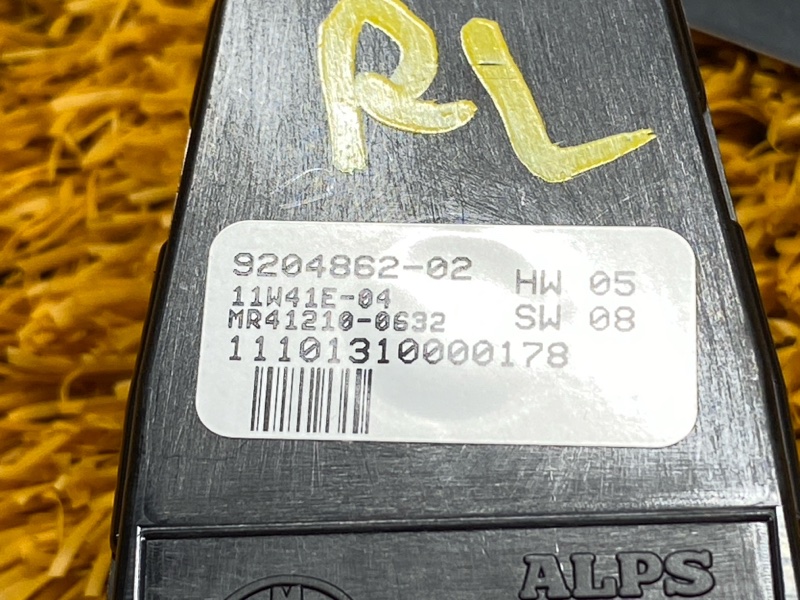 RL
9204862-02
HW 05
11W41E-04
MR41210-0632
SW 08
11101310000178
M
ALPS